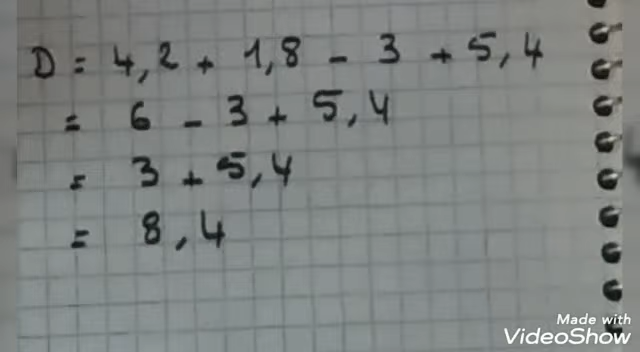 D = 4,2 + 1,8 - 3 + 5,4
= 6 - 3 + 5,4
= 3 + 5,4
= 8,4
Made with
VideoShow